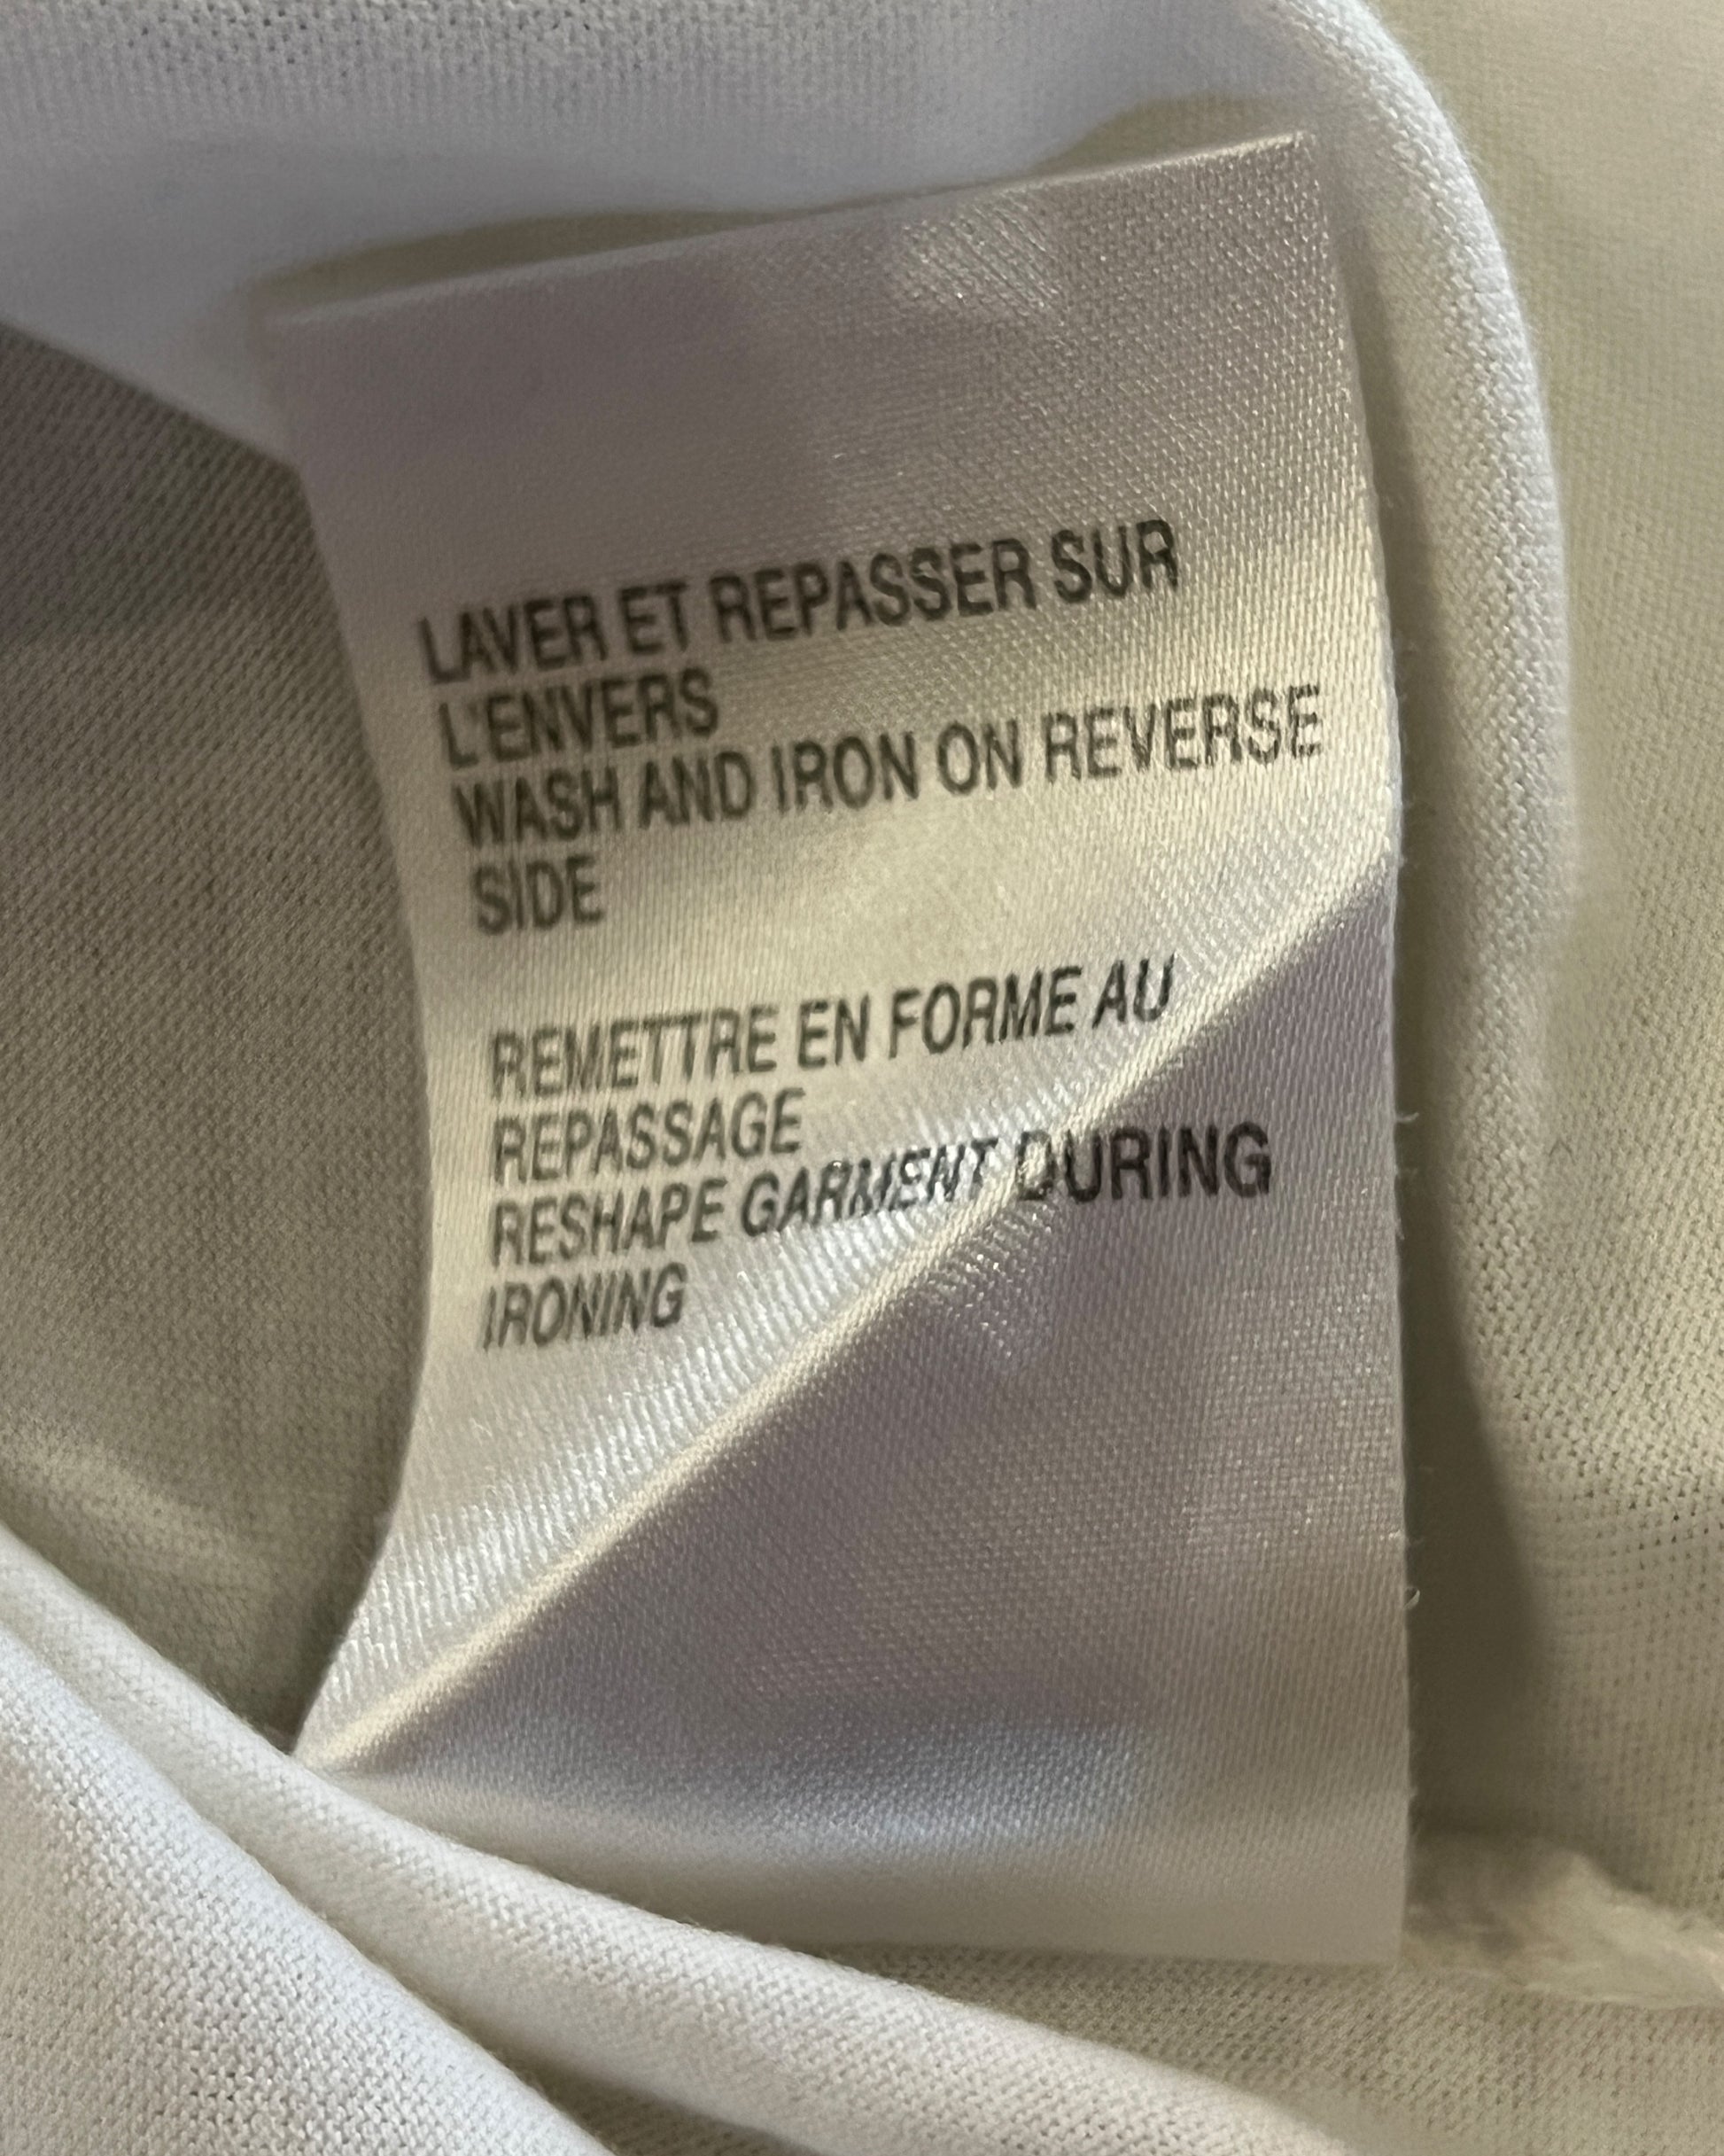 LAVER ET REPASSER SUR
L'ENVERS
WASH AND IRON ON REVERSE
SIDE
REMETTRE EN FORME AU
REPASSAGE
RESHAPE GARMENT DURING
IRONING